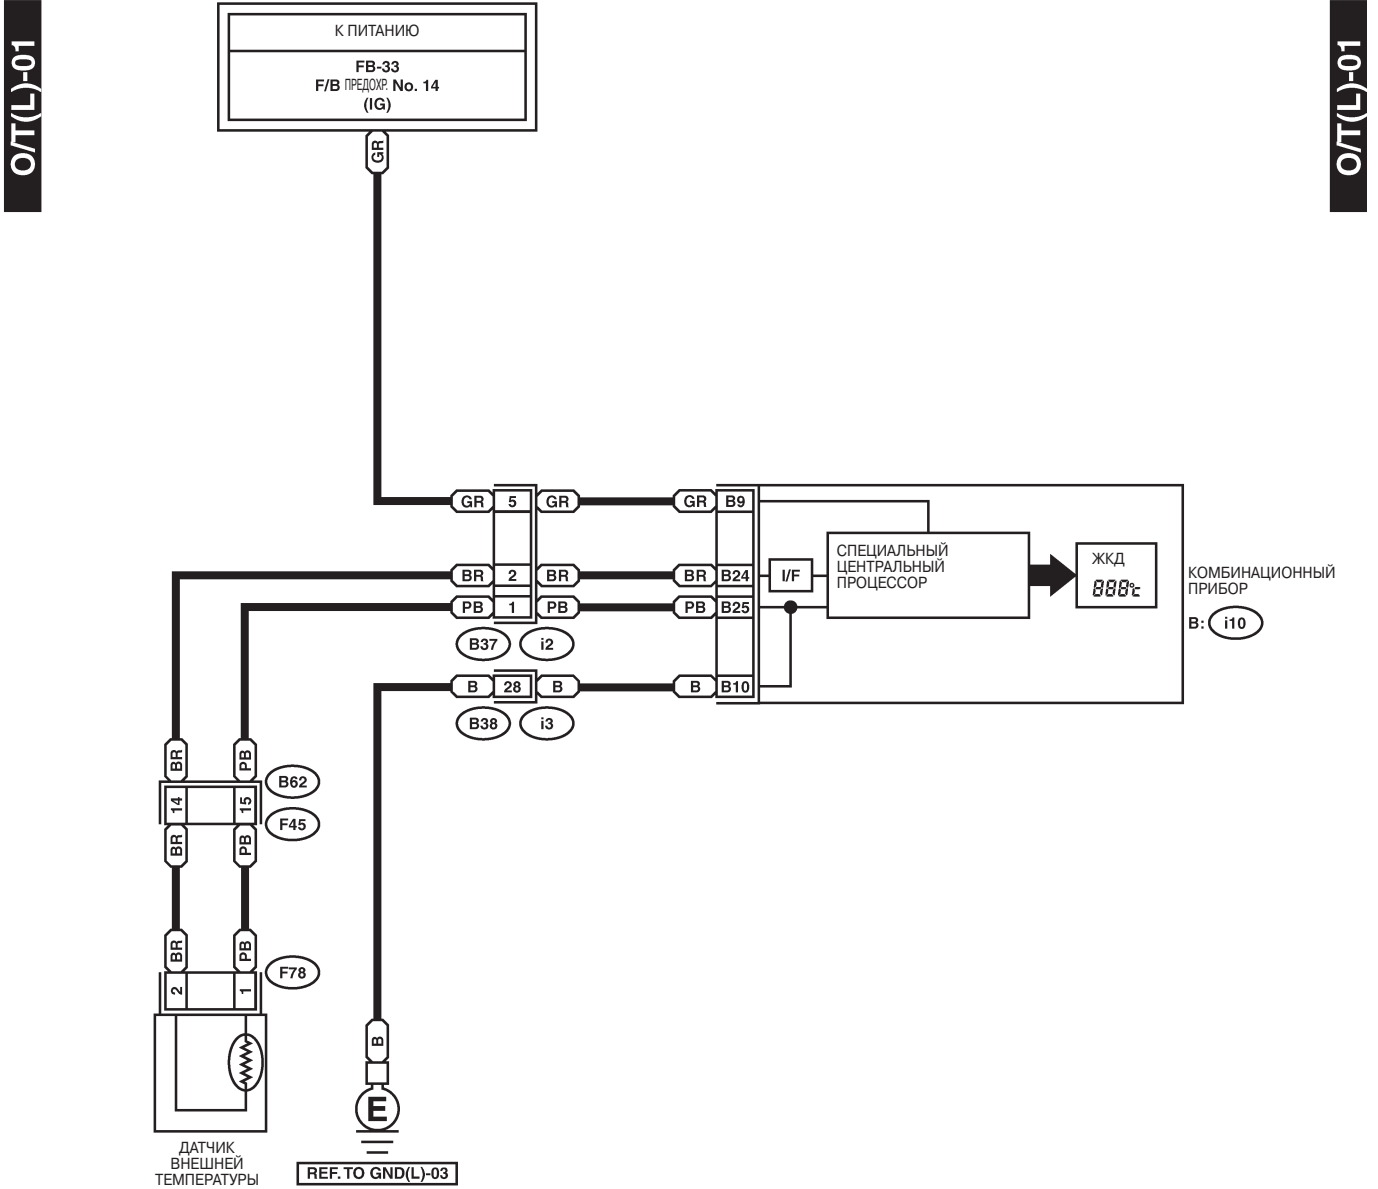 O/T(L)-01
O/T(L)-01
К ПИТАНИЮ
FB-33
F/B ПРЕДОХР. No. 14
(IG)
GR
GR 5 GR GR B9
BR 2 BR BR B24
PB 1 PB PB B25
B37 i2
B 28 B B B10
B38 i3
I/F
СПЕЦИАЛЬНЫЙ
ЦЕНТРАЛЬНЫЙ
ПРОЦЕССОР
ЖКД
888°C
КОМБИНАЦИОННЫЙ
ПРИБОР
B: i10
BR PB
B62
14 15
F45
BR PB
BR PB
F78
2 1
B
E
REF. TO GND(L)-03
ДАТЧИК
ВНЕШНЕЙ
ТЕМПЕРАТУРЫ